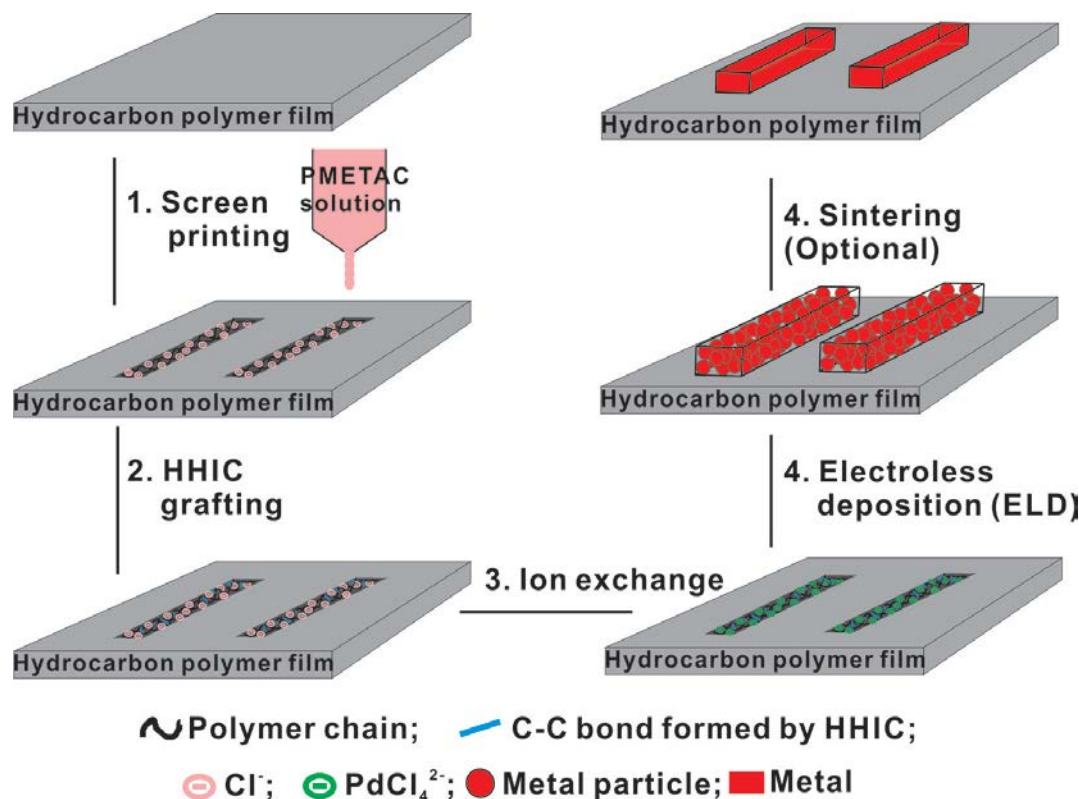 Hydrocarbon polymer film
1. Screen
printing
PMETAC
solution
Hydrocarbon polymer film
2. HHIC
grafting
Hydrocarbon polymer film
3. Ion exchange
Hydrocarbon polymer film
4. Electroless
deposition (ELD)
Hydrocarbon polymer film
4. Sintering
(Optional)
Hydrocarbon polymer film
Polymer chain; C-C bond formed by HHIC;
Cl⁻; PdCl₄²⁻; Metal particle; Metal